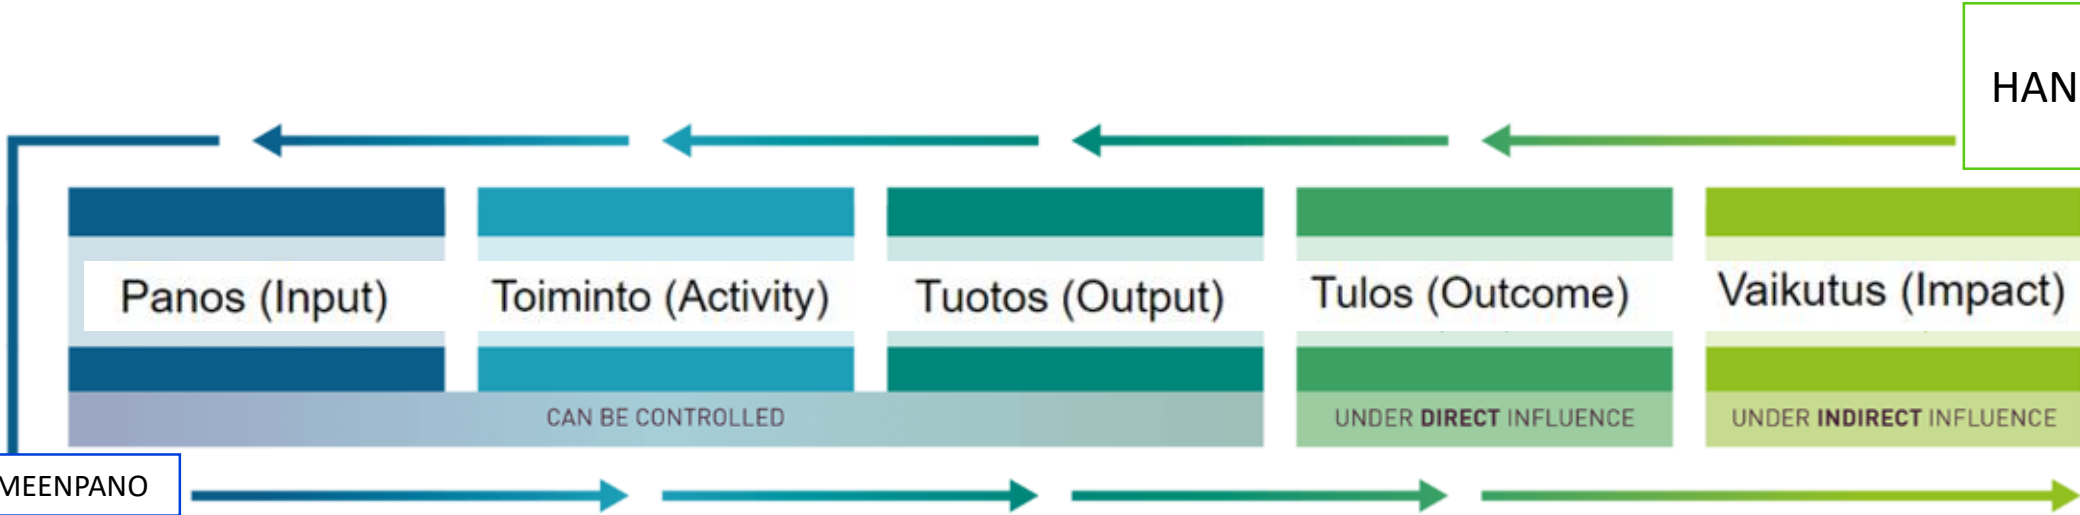 HAN
Panos (Input)
Toiminto (Activity)
Tuotos (Output)
Tulos (Outcome)
Vaikutus (Impact)
CAN BE CONTROLLED
UNDER DIRECT INFLUENCE
UNDER INDIRECT INFLUENCE
MEENPANO